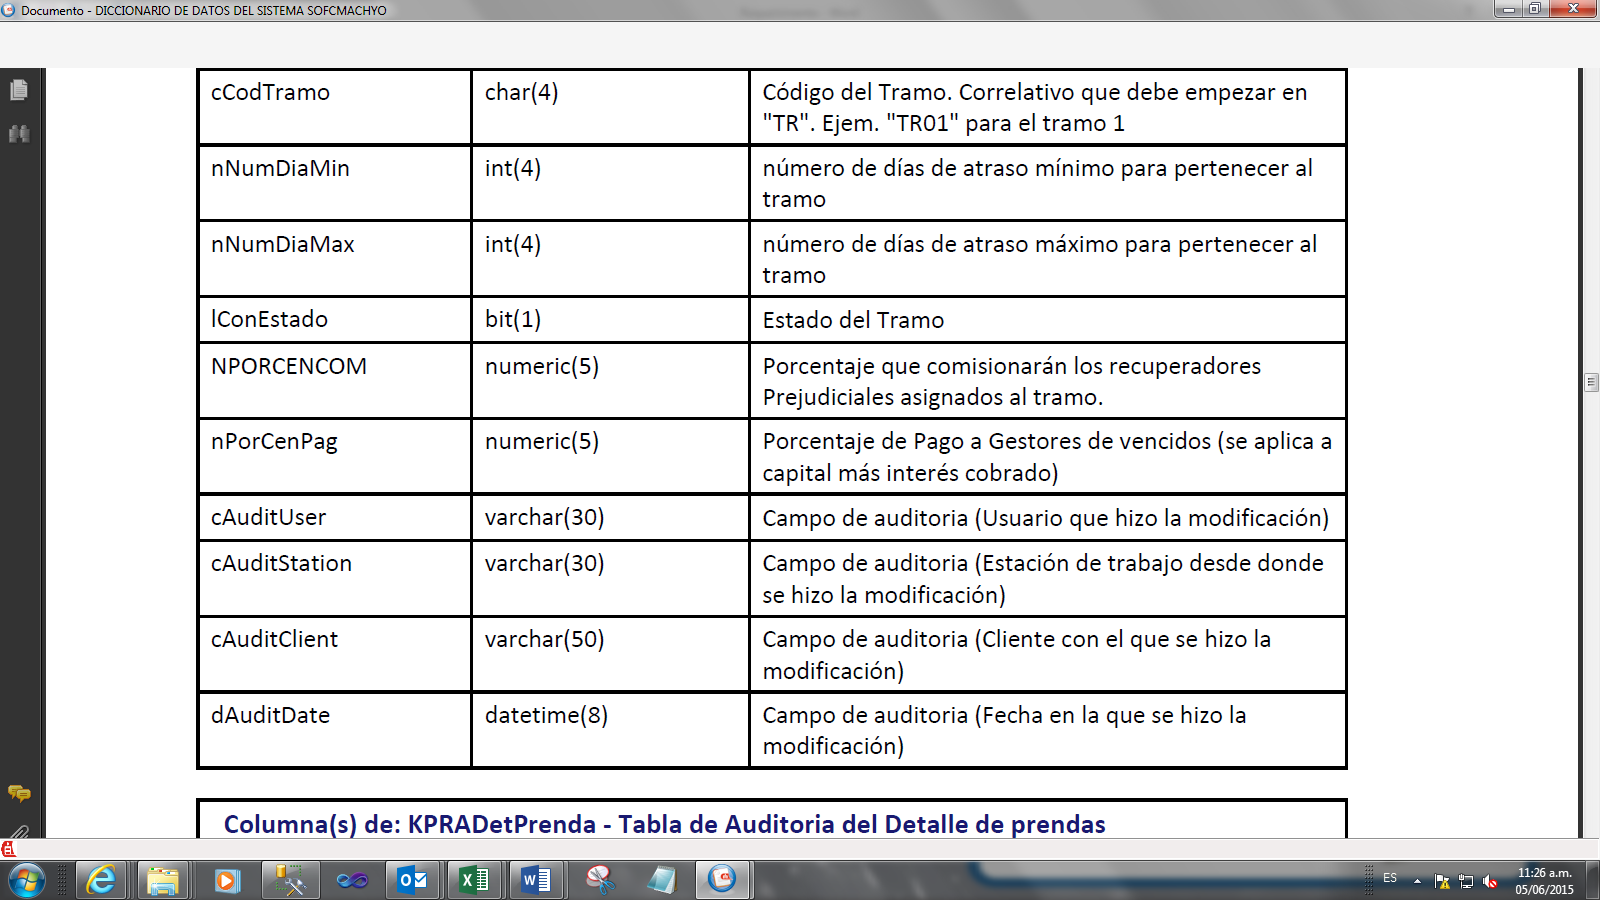 Documento - DICCIONARIO DE DATOS DEL SISTEMA SOFCMACHYO
cCodTramo char(4) Código del Tramo. Correlativo que debe empezar en
"TR". Ejem. "TR01" para el tramo 1
nNumDiaMin int(4) número de días de atraso mínimo para pertenecer al
tramo
nNumDiaMax int(4) número de días de atraso máximo para pertenecer al
tramo
lConEstado bit(1) Estado del Tramo
NPORCENCOM numeric(5) Porcentaje que comisionarán los recuperadores
Prejudiciales asignados al tramo.
nPorCenPag numeric(5) Porcentaje de Pago a Gestores de vencidos (se aplica a
capital más interés cobrado)
cAuditUser varchar(30) Campo de auditoria (Usuario que hizo la modificación)
cAuditStation varchar(30) Campo de auditoria (Estación de trabajo desde donde
se hizo la modificación)
cAuditClient varchar(50) Campo de auditoria (Cliente con el que se hizo la
modificación)
dAuditDate datetime(8) Campo de auditoria (Fecha en la que se hizo la
modificación)
Columna(s) de: KPRADetPrenda - Tabla de Auditoria del Detalle de prendas
ES
11:26 a.m.
05/06/2015